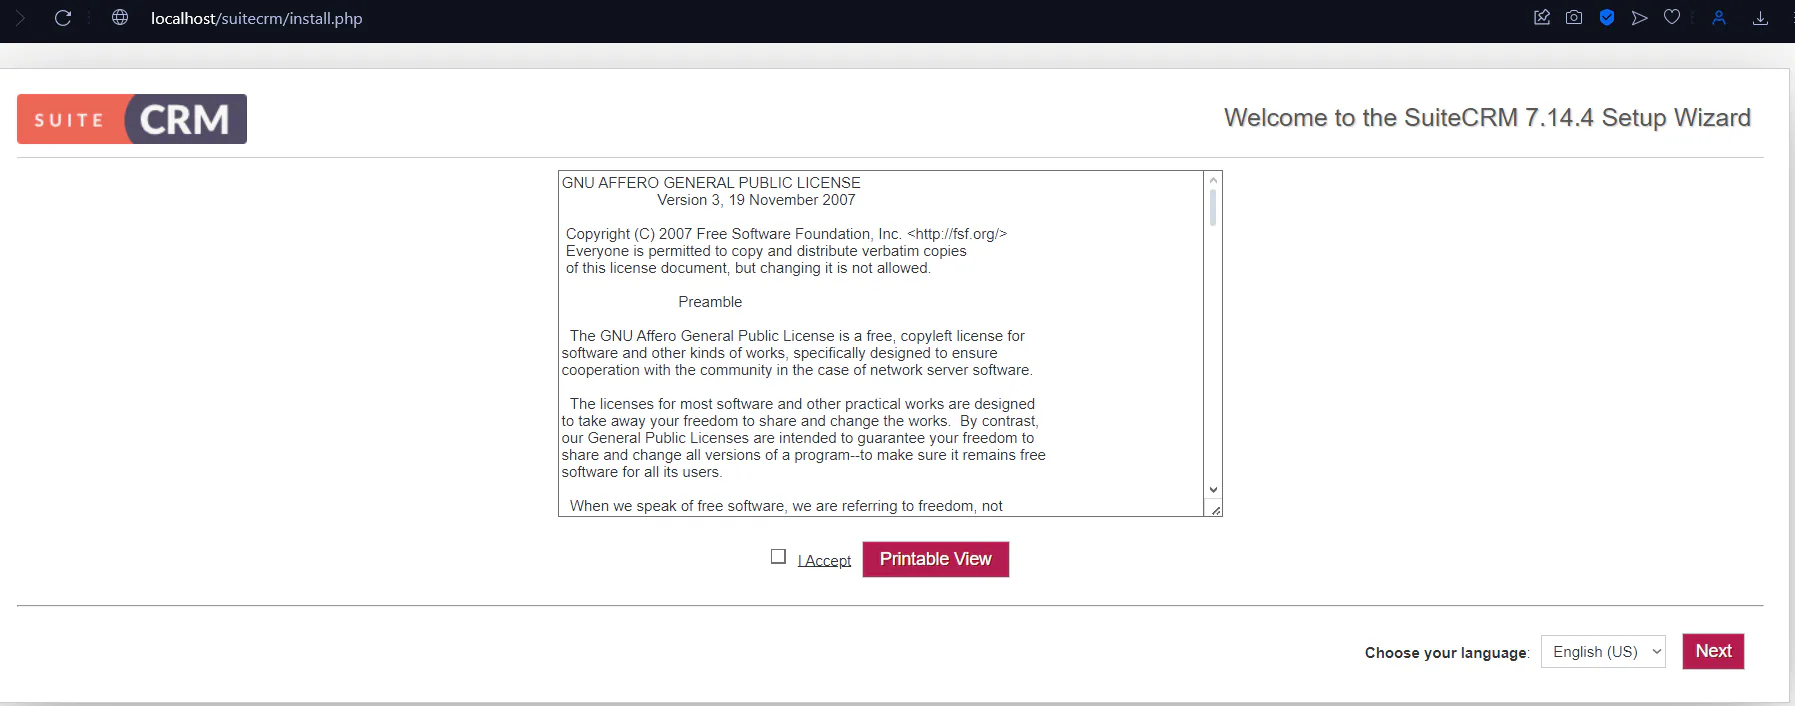 localhost/suitecrm/install.php
SUITE CRM
Welcome to the SuiteCRM 7.14.4 Setup Wizard
GNU AFFERO GENERAL PUBLIC LICENSE
Version 3, 19 November 2007
Copyright (C) 2007 Free Software Foundation, Inc. <http://fsf.org/>
Everyone is permitted to copy and distribute verbatim copies
of this license document, but changing it is not allowed.
Preamble
The GNU Affero General Public License is a free, copyleft license for
software and other kinds of works, specifically designed to ensure
cooperation with the community in the case of network server software.
The licenses for most software and other practical works are designed
to take away your freedom to share and change the works.  By contrast,
our General Public Licenses are intended to guarantee your freedom to
share and change all versions of a program--to make sure it remains free
software for all its users.
When we speak of free software, we are referring to freedom, not
I Accept
Printable View
Choose your language:
English (US)
Next